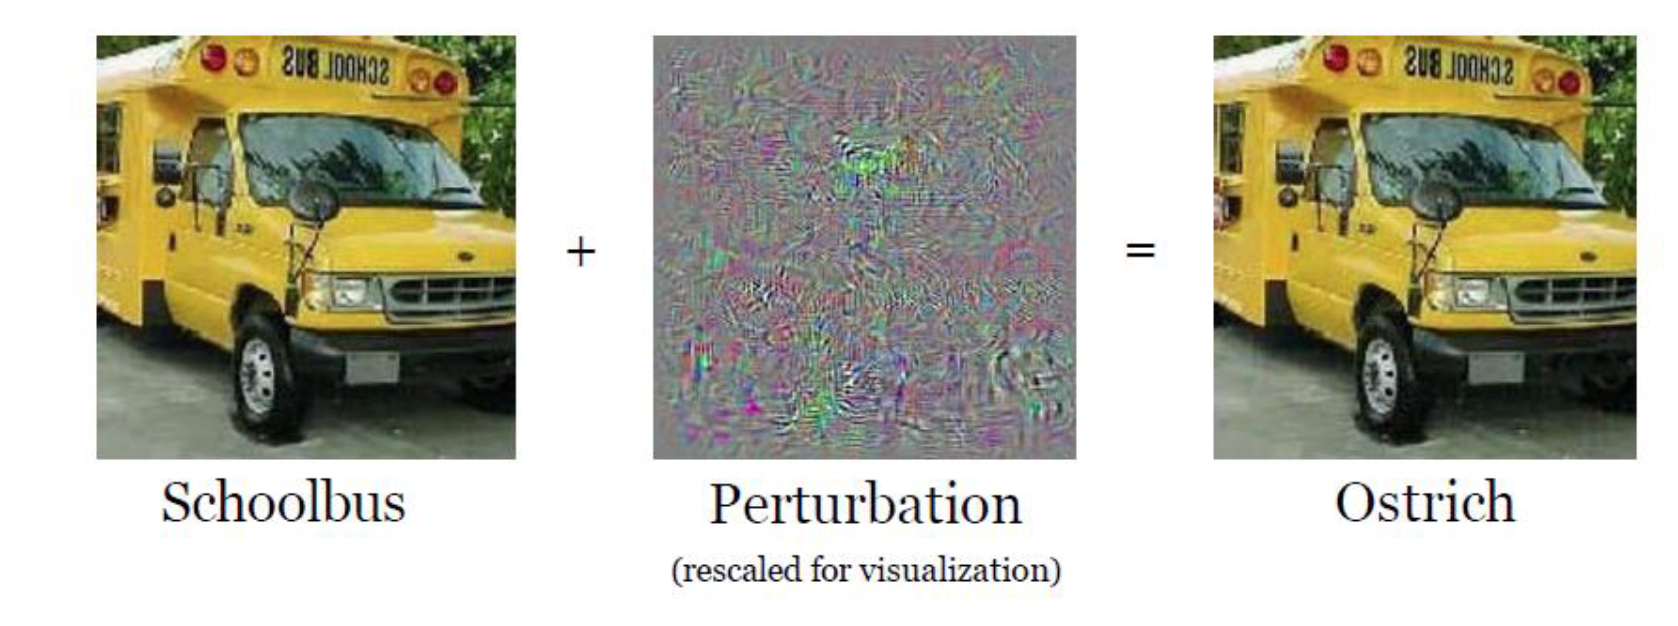 SCHOOL BUS
+
=
SCHOOL BUS
Schoolbus
Perturbation
Ostrich
(rescaled for visualization)